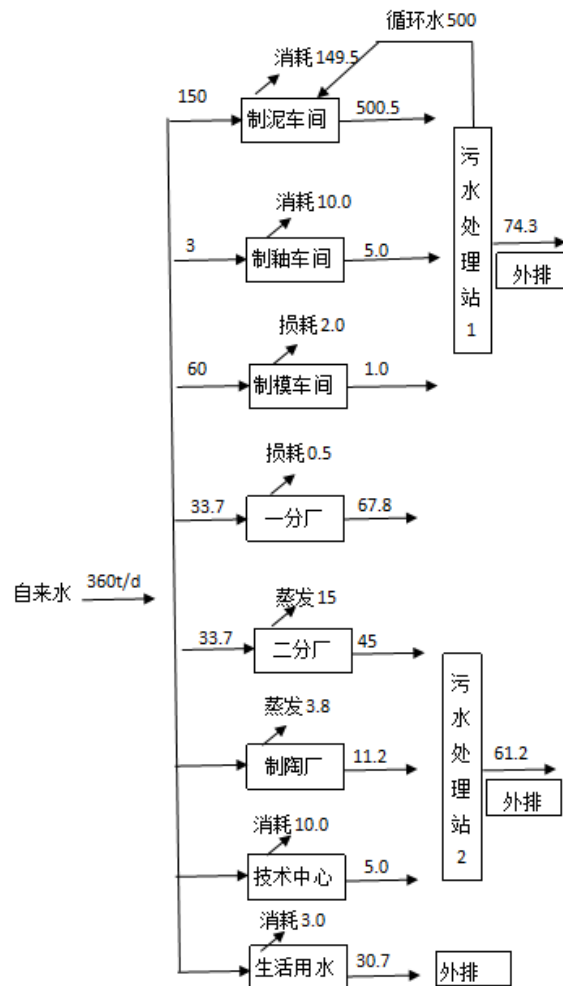 循环水500
消耗149.5
150
制泥车间
500.5
消耗10.0
3
制釉车间
5.0
污水处理站1
74.3
外排
损耗2.0
60
制模车间
1.0
损耗0.5
33.7
一分厂
67.8
自来水
360t/d
蒸发15
33.7
二分厂
45
蒸发3.8
制陶厂
11.2
污水处理站2
61.2
外排
消耗10.0
技术中心
5.0
消耗3.0
生活用水
30.7
外排